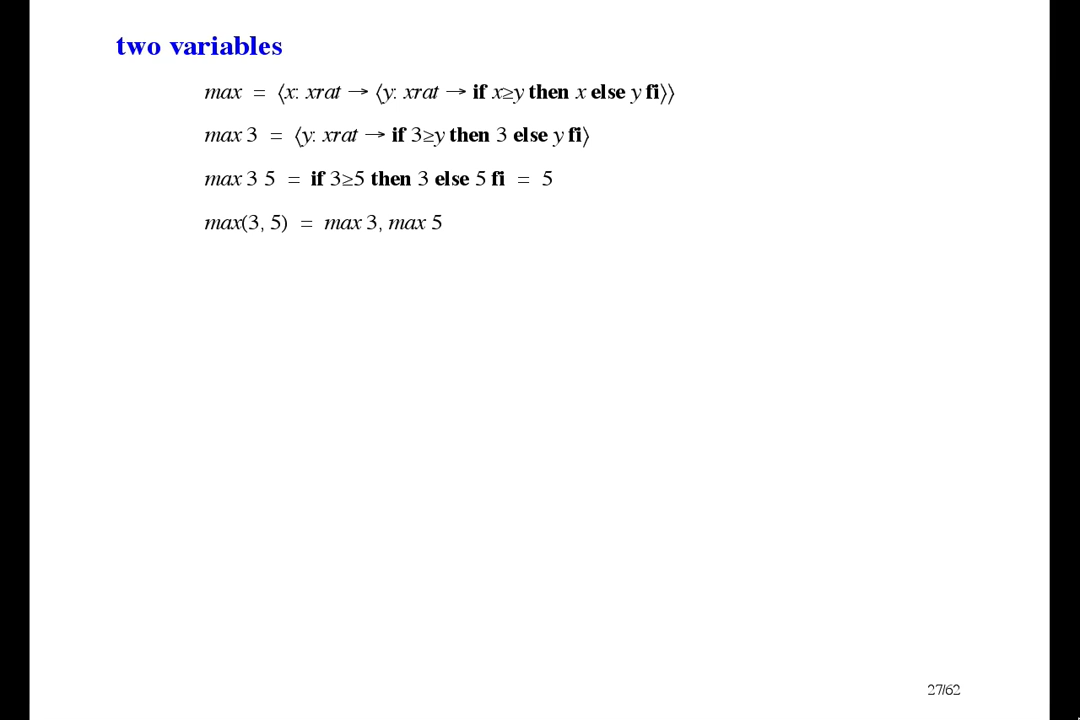 two variables
max = ⟨x: xrat → ⟨y: xrat → if x≥y then x else y fi⟩⟩
max 3 = ⟨y: xrat → if 3≥y then 3 else y fi⟩
max 3 5 = if 3≥5 then 3 else 5 fi = 5
max(3, 5) = max 3, max 5
27/62